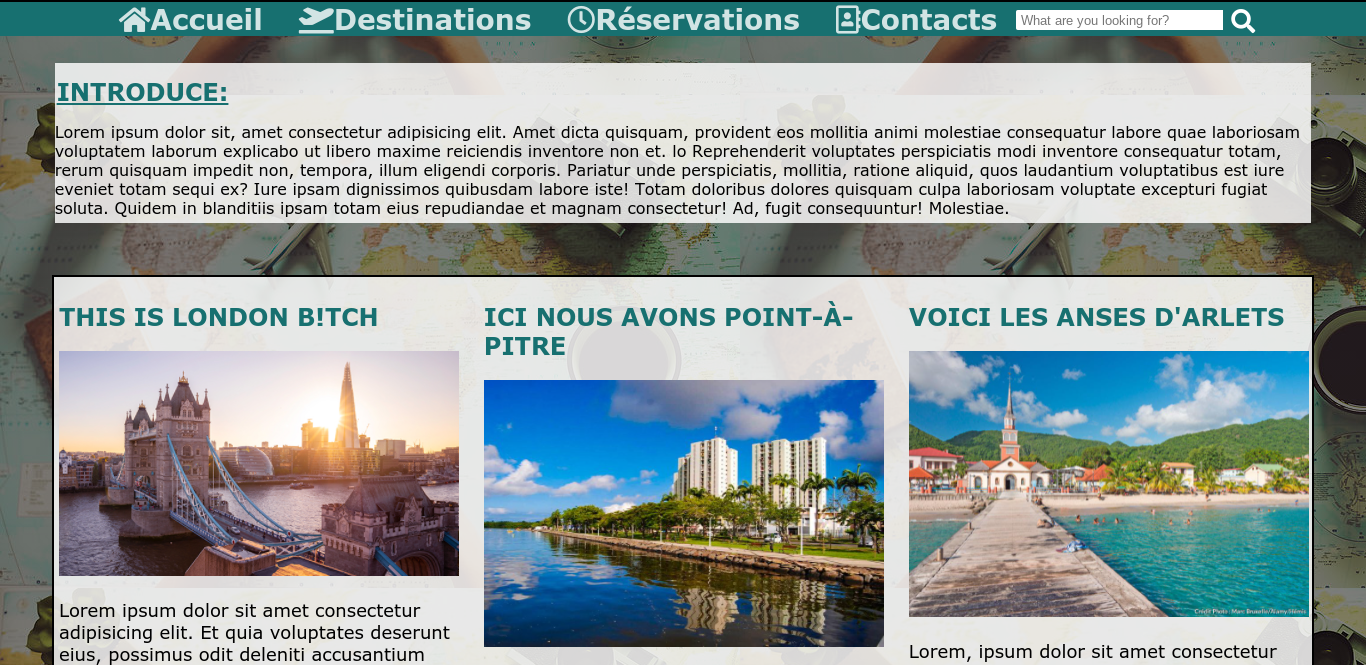 Accueil Destinations Réservations Contacts What are you looking for?
INTRODUCE:
Lorem ipsum dolor sit, amet consectetur adipisicing elit. Amet dicta quisquam, provident eos mollitia animi molestiae consequatur labore quae laboriosam
voluptatem laborum explicabo ut libero maxime reiciendis inventore non et. Io Reprehenderit voluptates perspiciatis modi inventore consequatur totam,
rerum quisquam impedit non, tempora, illum eligendi corporis. Pariatur unde perspiciatis, mollitia, ratione aliquid, quos laudantium voluptatibus est iure
eveniet totam sequi ex? Iure ipsam dignissimos quibusdam labore iste! Totam doloribus dolores quisquam culpa laboriosam voluptate excepturi fugiat
soluta. Quidem in blanditiis ipsam totam eius repudiandae et magnam consectetur! Ad, fugit consequuntur! Molestiae.
THIS IS LONDON B!TCH
Lorem ipsum dolor sit amet consectetur
adipisicing elit. Et quia voluptates deserunt
eius, possimus odit deleniti accusantium
ICI NOUS AVONS POINT-À-
PITRE
VOICI LES ANSES D'ARLETS
Lorem, ipsum dolor sit amet consectetur